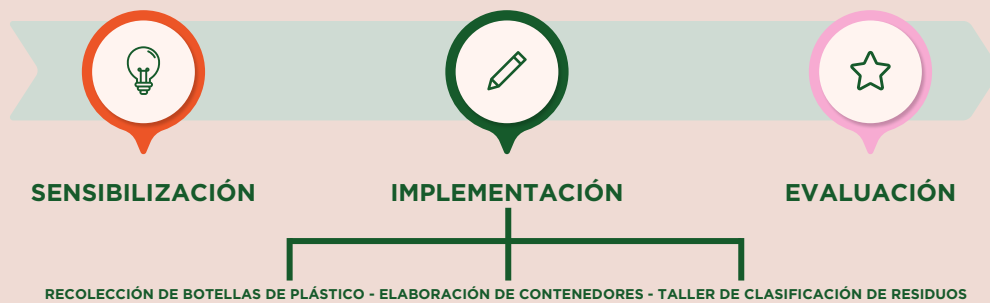 SENSIBILIZACIÓN
IMPLEMENTACIÓN
EVALUACIÓN
RECOLECCIÓN DE BOTELLAS DE PLÁSTICO - ELABORACIÓN DE CONTENEDORES - TALLER DE CLASIFICACIÓN DE RESIDUOS